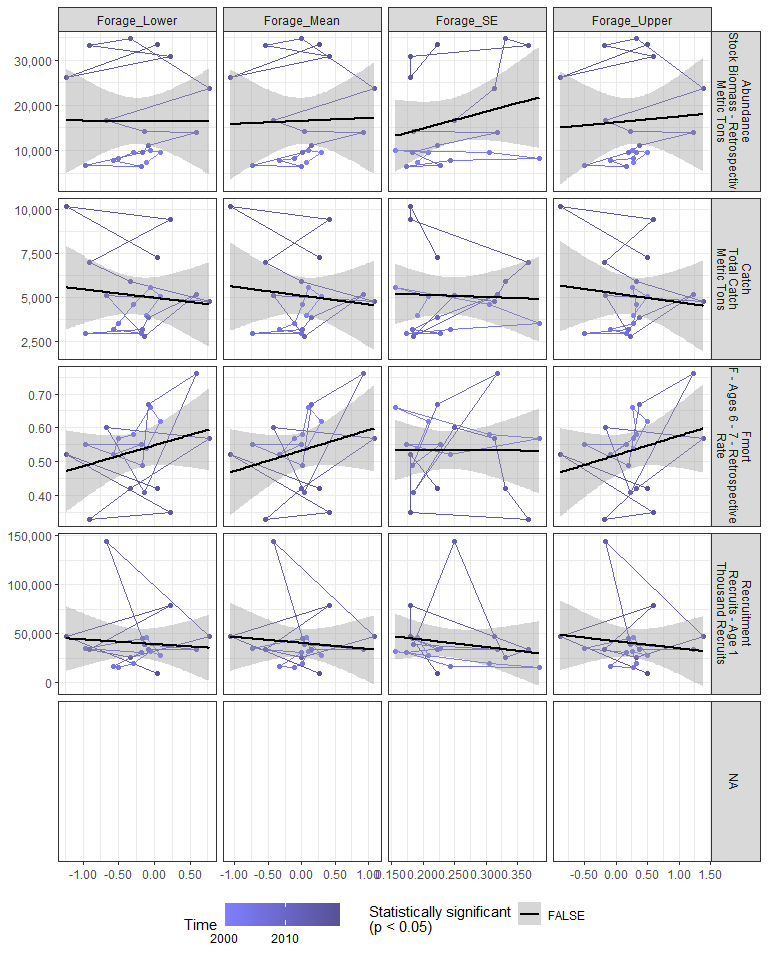 Forage_Lower
Forage_Mean
Forage_SE
Forage_Upper
30,000
20,000
10,000
Abundance
Stock Biomass - Retrospectiv
Metric Tons
10,000
7,500
5,000
2,500
Catch
Total Catch
Metric Tons
0.70
0.60
0.50
0.40
Fmort
F - Ages 6 - 7 - Retrospective
Rate
150,000
100,000
50,000
0
Recruitment
Recruits - Age 1
Thousand Recruits
NA
-1.00 -0.50 0.00 0.50
-1.00 -0.50 0.00 0.50 1.00
0.150 0.200 0.250 0.300 0.350
-0.50 0.00 0.50 1.00 1.50
Time
2000 2010
Statistically significant
(p < 0.05)
FALSE